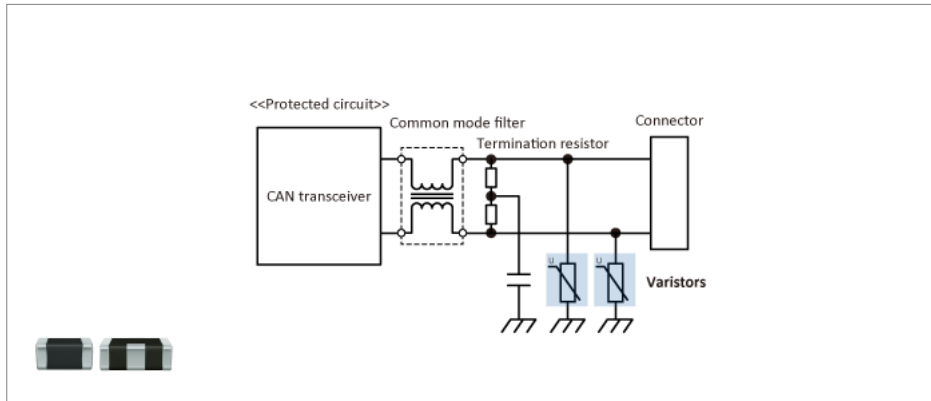 <<Protected circuit>>
Common mode filter
Connector
Termination resistor
CAN transceiver
U
U
Varistors